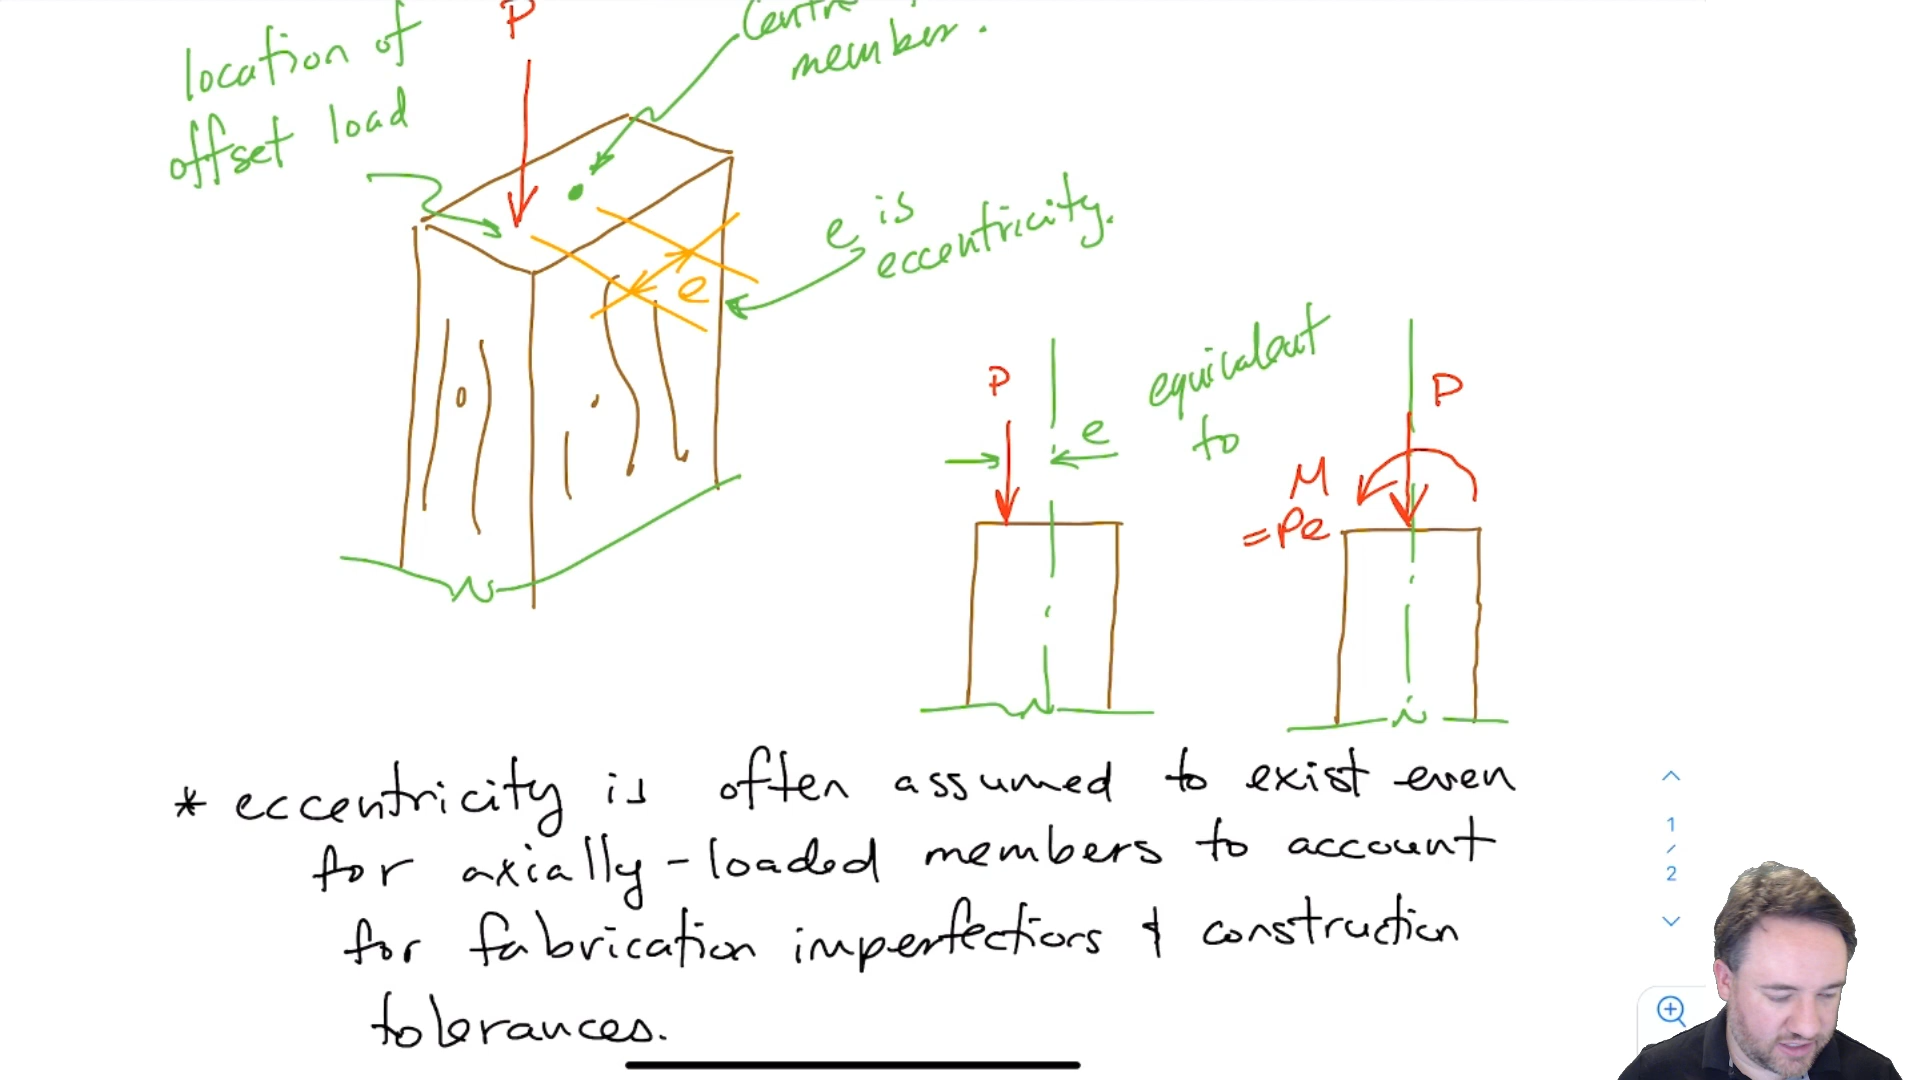 P
Centre
member.
location of
offset load
e is
eccentricity.
e
P
e
equivalent
to
P
M
=Pe
* eccentricity is often assumed to exist even
for axially-loaded members to account
for fabrication imperfections & construction
tolerances.
1
/
2